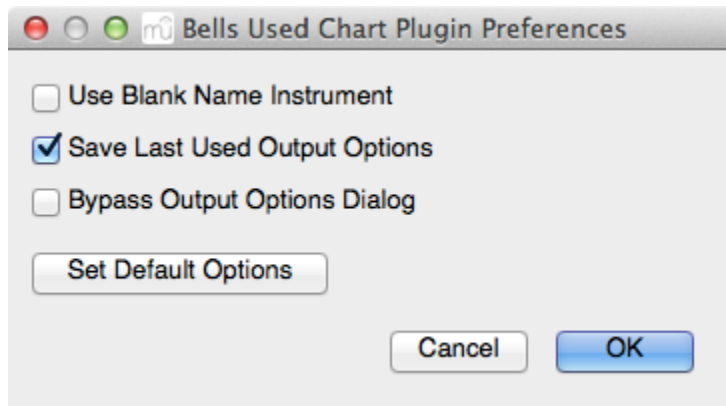 Bells Used Chart Plugin Preferences
Use Blank Name Instrument
Save Last Used Output Options
Bypass Output Options Dialog
Set Default Options
Cancel OK